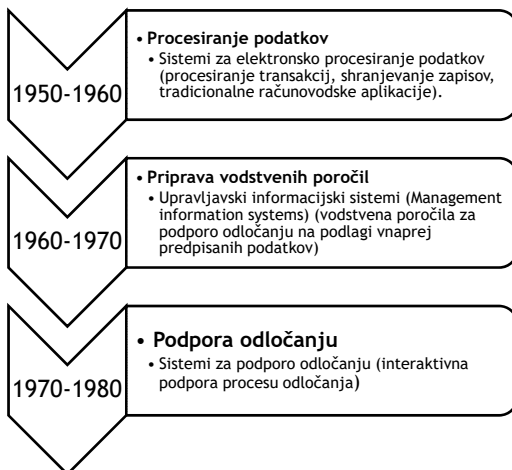 1950-1960
• Procesiranje podatkov
• Sistemi za elektronsko procesiranje podatkov
(procesiranje transakcij, shranjevanje zapisov,
tradicionalne računovodske aplikacije).
1960-1970
• Priprava vodstvenih poročil
• Upravljavski informacijski sistemi (Management
information systems) (vodstvena poročila za
podporo odločanju na podlagi vnaprej
predpisanih podatkov)
1970-1980
• Podpora odločanju
• Sistemi za podporo odločanju (interaktivna
podpora procesu odločanja)